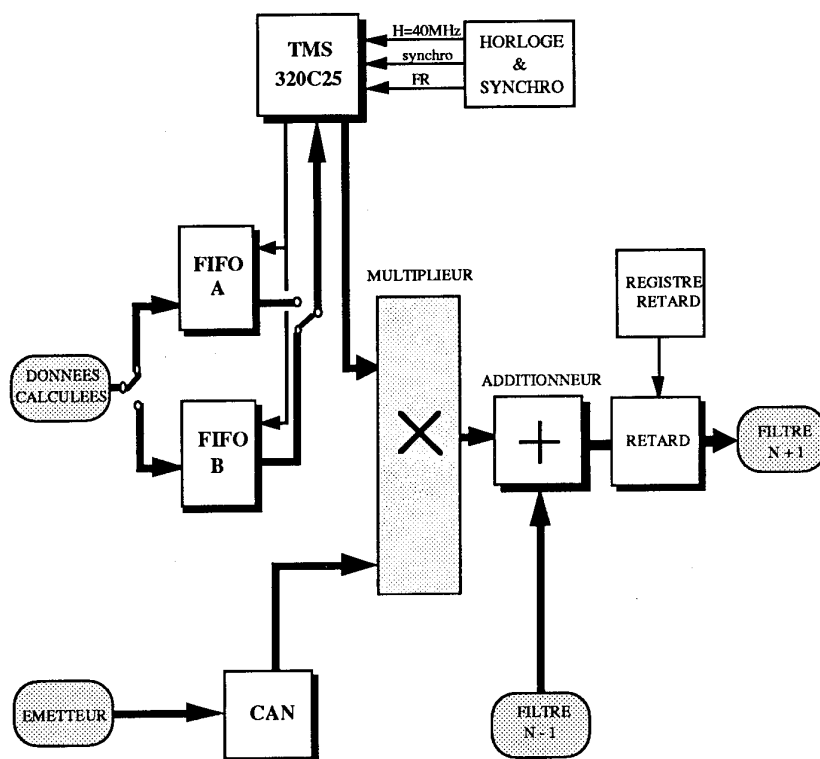 TMS
320C25
H=40MHz
synchro
FR
HORLOGE
&
SYNCHRO
FIFO
A
MULTIPLIEUR
REGISTRE
RETARD
DONNEES
CALCULEES
ADDITIONNEUR
FIFO
B
RETARD
FILTRE
N + 1
EMETTEUR
CAN
FILTRE
N - 1